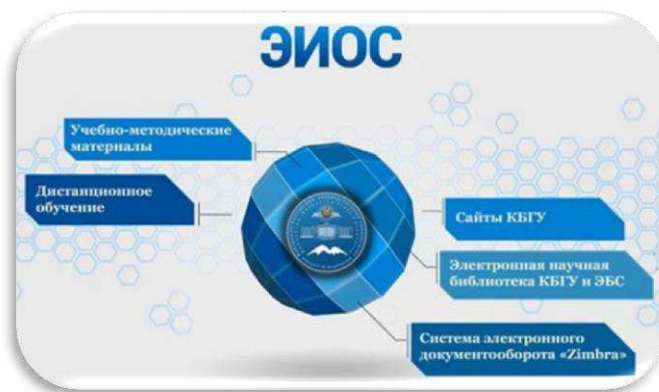 ЭИОС
Учебно-методические
материалы
Дистанционное
обучение
Сайты КБГУ
Электронная научная
библиотека КБГУ и ЭБС
Система электронного
документооборота «Zimbra»